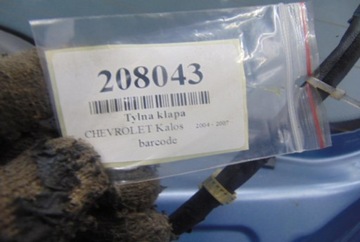 208043
Tylna klapa
CHEVROLET Kalos 2004 - 2007
barcode